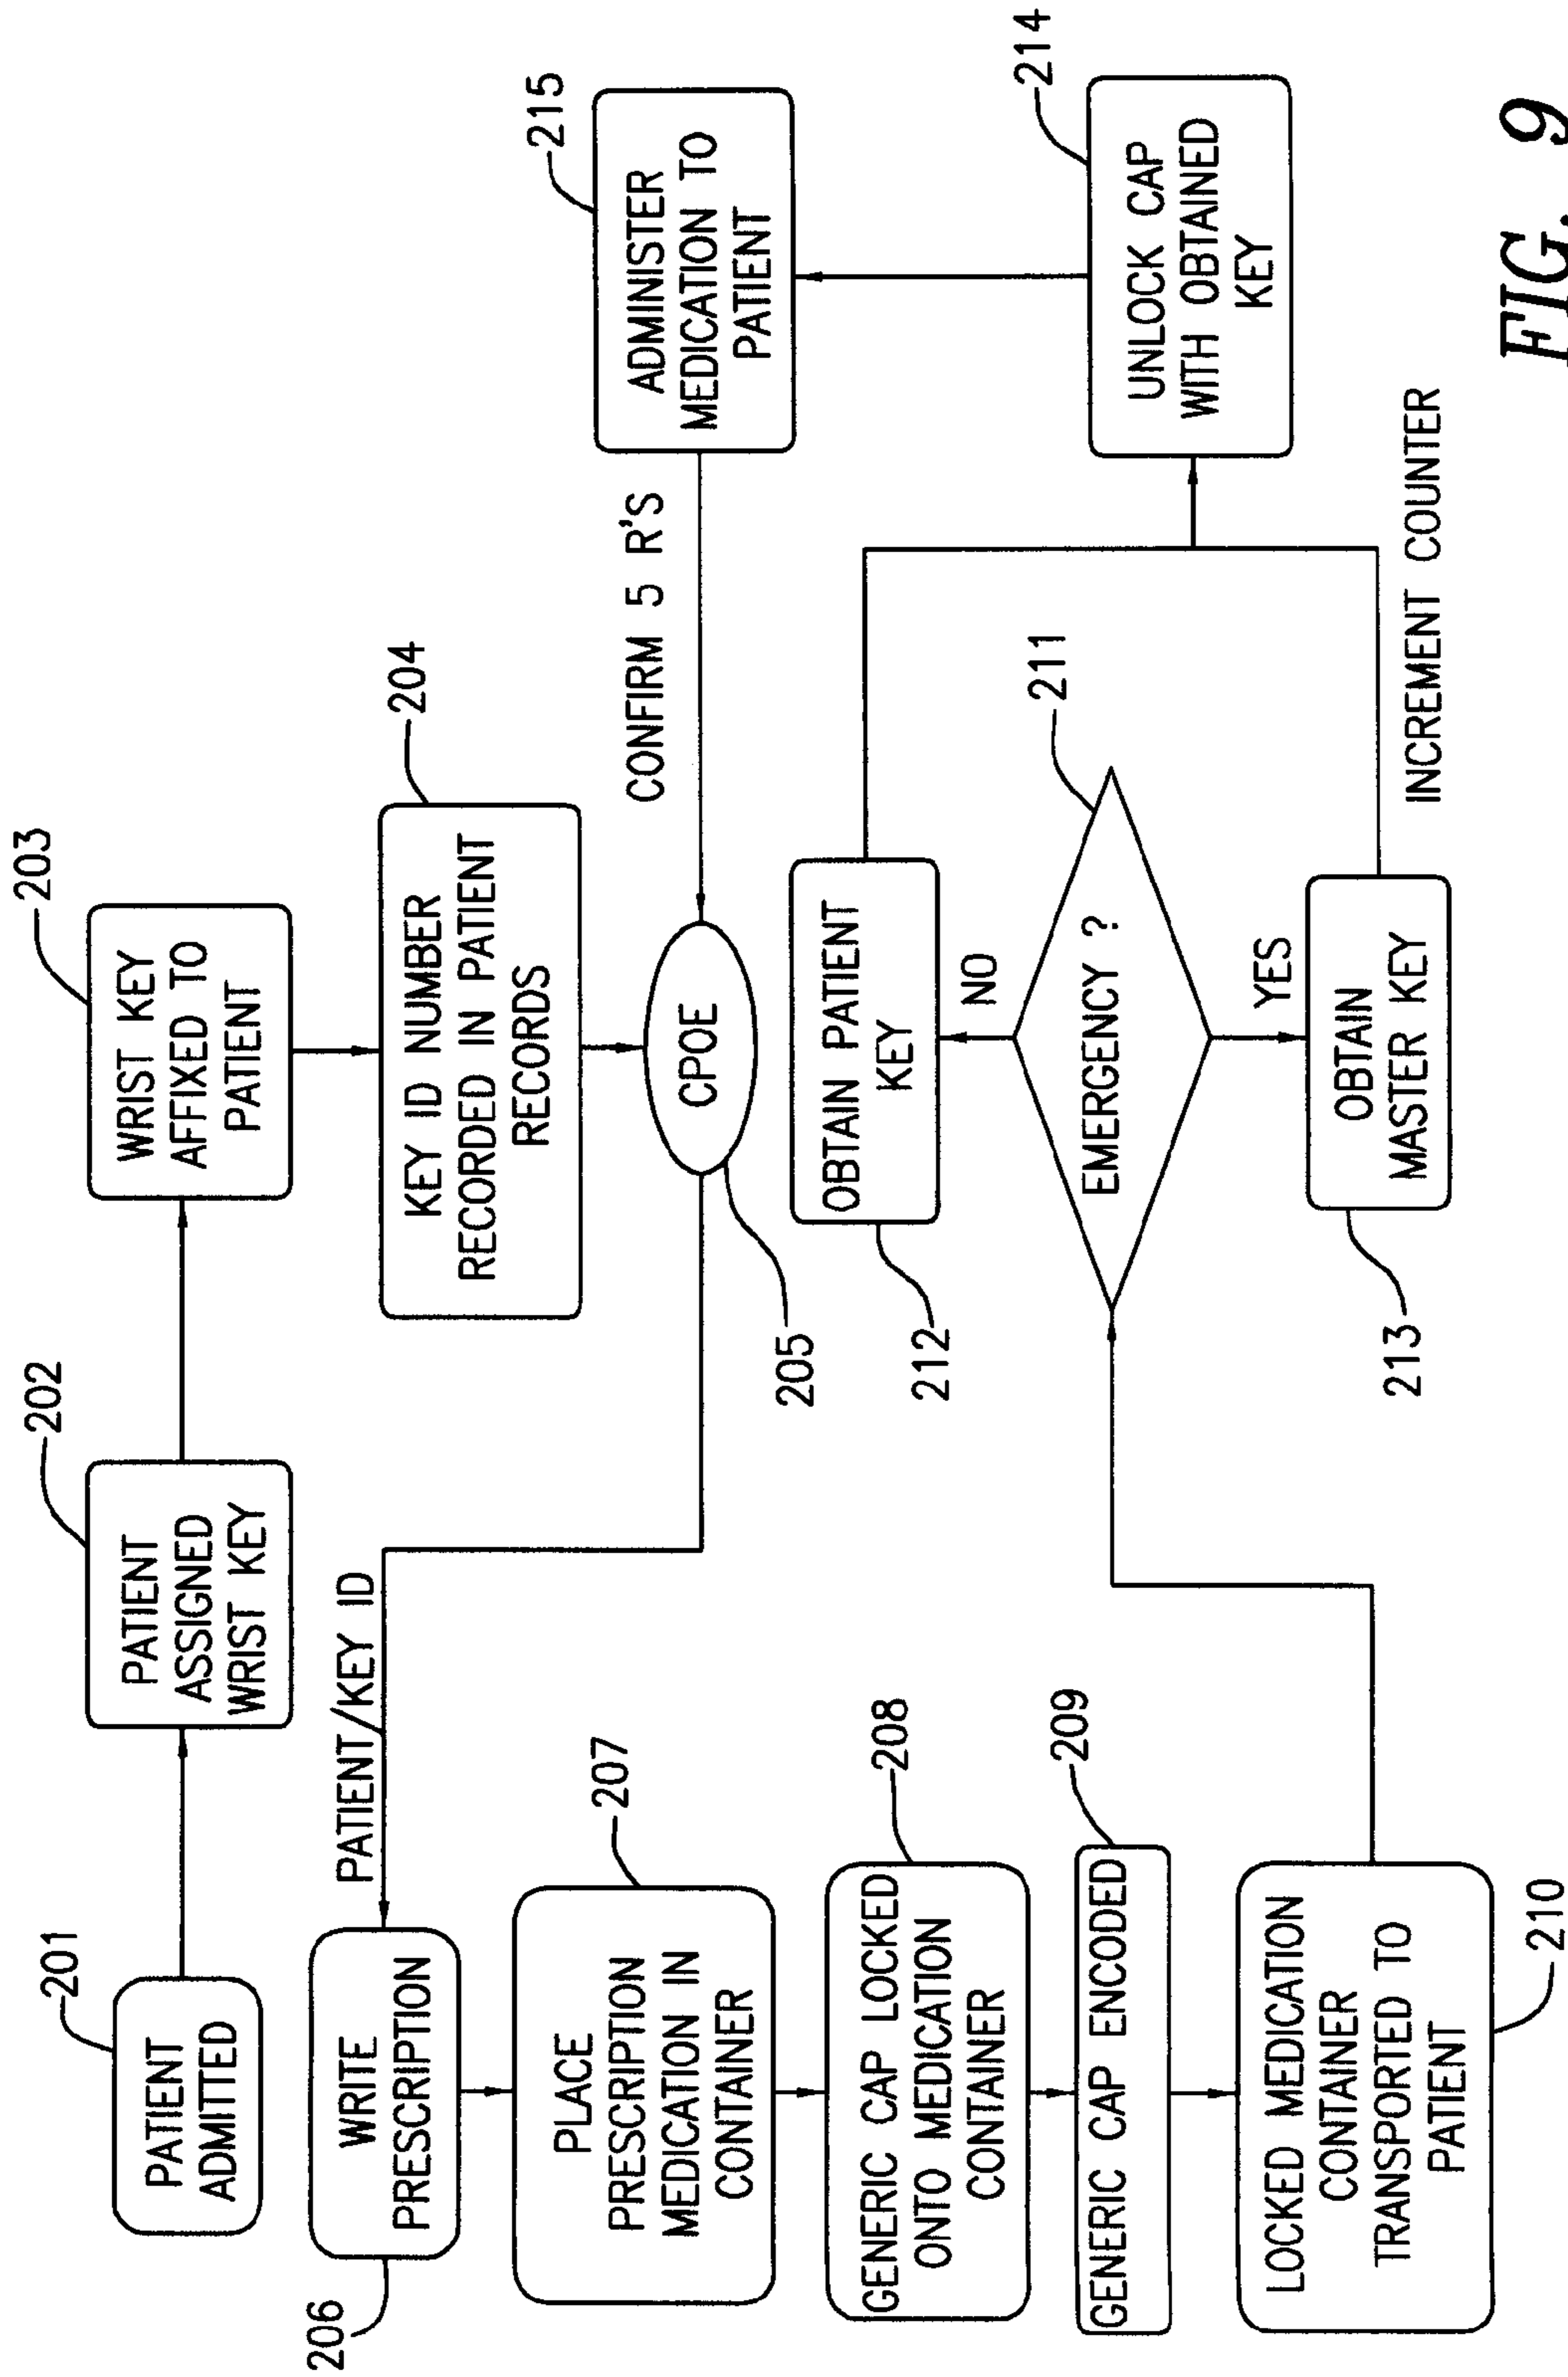 201
PATIENT
ADMITTED
202
PATIENT
ASSIGNED
WRIST KEY
203
WRIST KEY
AFFIXED TO
PATIENT
204
KEY ID NUMBER
RECORDED IN PATIENT
RECORDS
CPOE
205
PATIENT/KEY ID
206
WRITE
PRESCRIPTION
207
PLACE
PRESCRIPTION
MEDICATION IN
CONTAINER
208
GENERIC CAP LOCKED
ONTO MEDICATION
CONTAINER
209
GENERIC CAP ENCODED
LOCKED MEDICATION
CONTAINER
TRANSPORTED TO
PATIENT
210
211
EMERGENCY ?
NO
OBTAIN PATIENT
KEY
212
YES
OBTAIN
MASTER KEY
213
INCREMENT COUNTER
214
UNLOCK CAP
WITH OBTAINED
KEY
215
ADMINISTER
MEDICATION TO
PATIENT
CONFIRM 5 R'S
FIG. 9